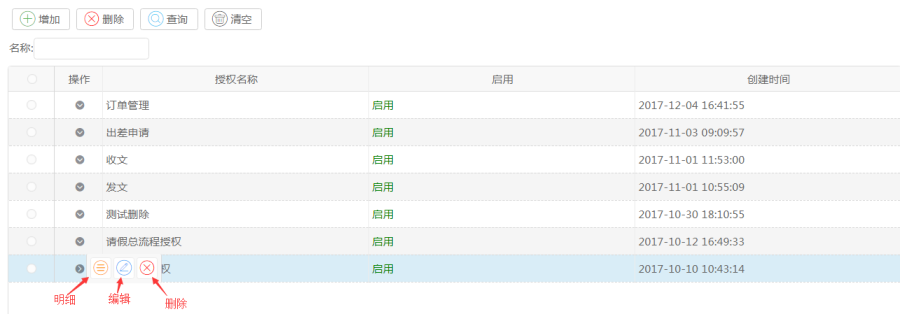 增加 删除 查询 清空
名称:
操作 授权名称 启用 创建时间
订单管理 启用 2017-12-04 16:41:55
出差申请 启用 2017-11-03 09:09:57
收文 启用 2017-11-01 11:53:00
发文 启用 2017-11-01 10:55:09
测试删除 启用 2017-10-30 18:10:55
请假总流程授权 启用 2017-10-12 16:49:33
权 启用 2017-10-10 10:43:14
明细 编辑 删除